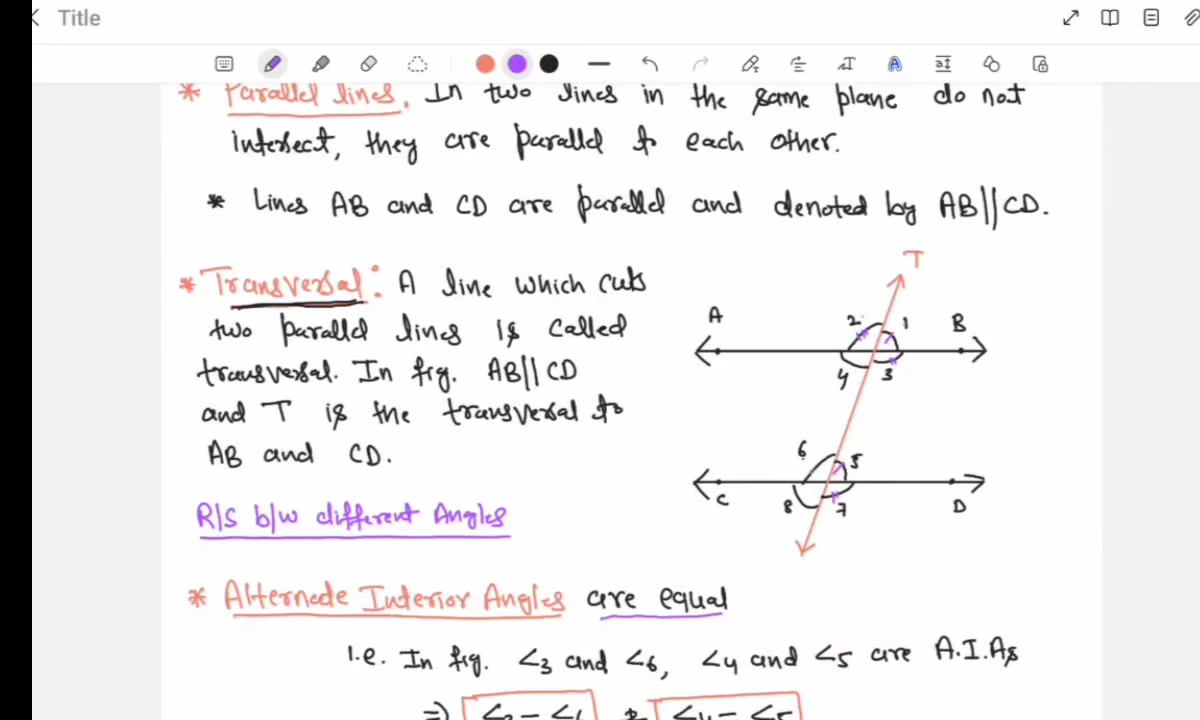 Title
* Parallel lines. In two lines in the same plane do not
intersect, they are parallel to each other.
* Lines AB and CD are parallel and denoted by AB||CD.
* Transversal: A line which cuts
two parallel lines is called
transversal. In fig. AB||CD
and T is the transversal to
AB and CD.
T
A 2 1 B
4 3
6 5
C 8 7 D
R/S b/w different Angles
* Alternade Interior Angles are equal
i.e. In fig. ∠3 and ∠6, ∠4 and ∠5 are A.I.As